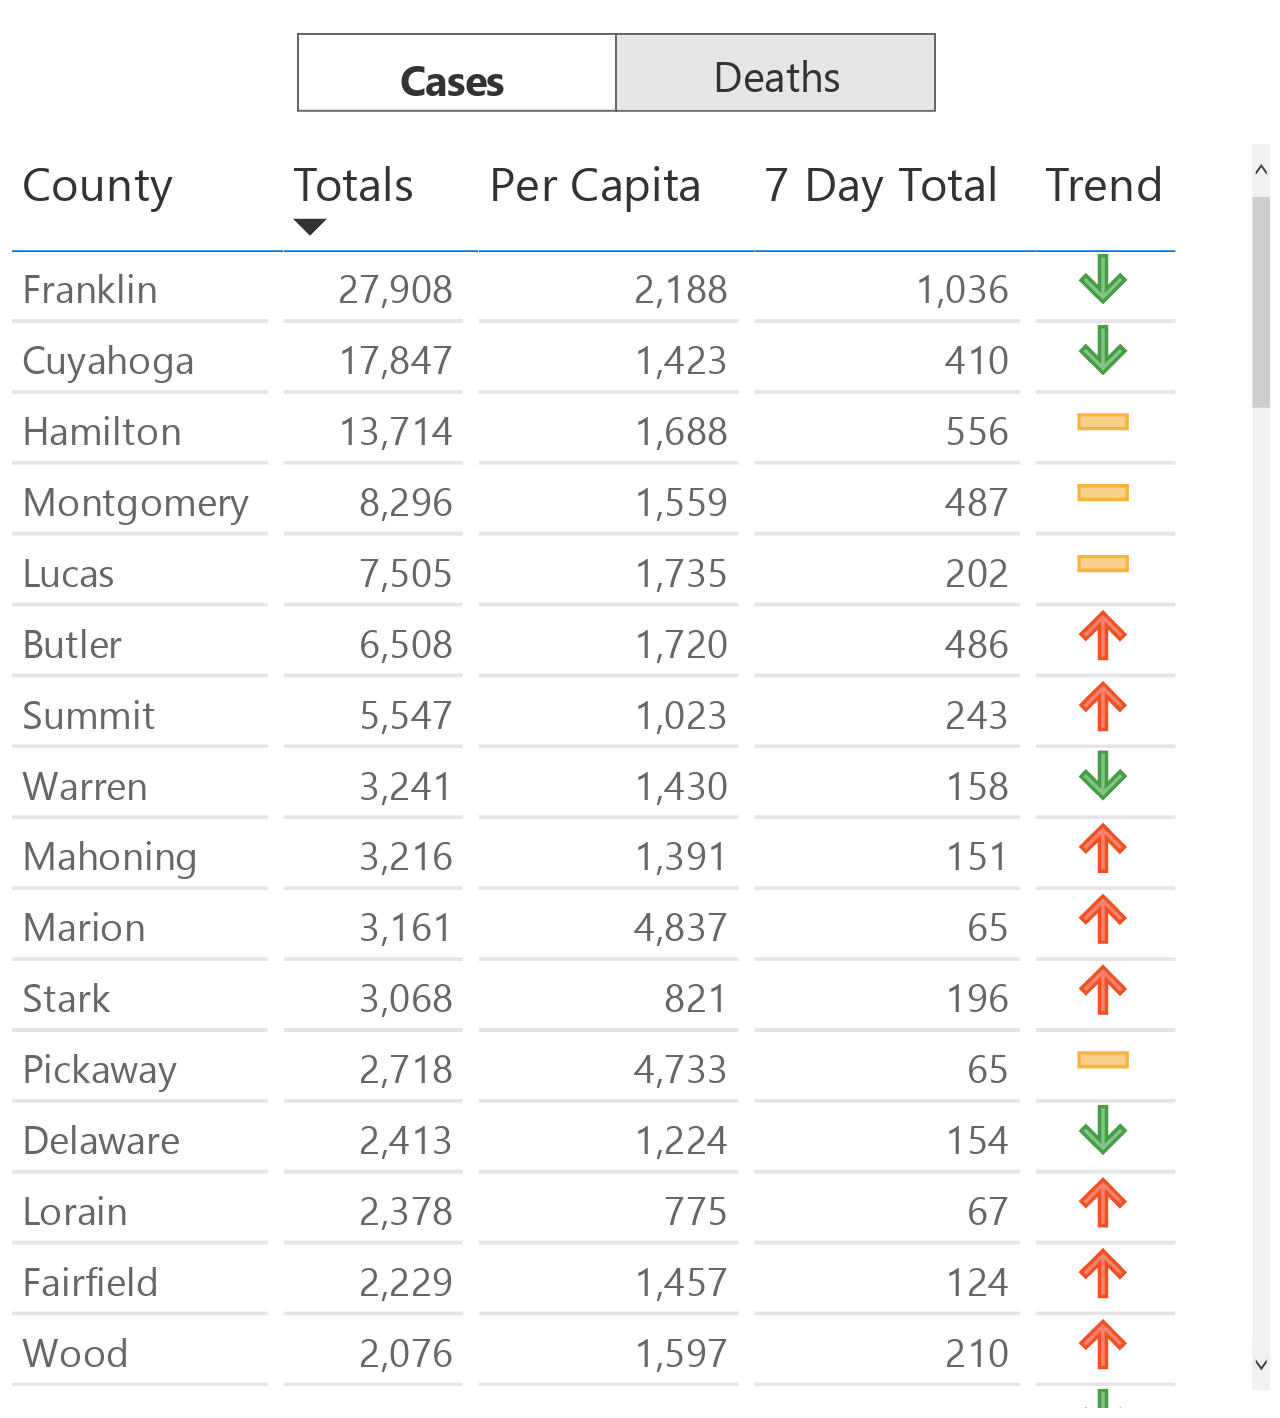 Cases Deaths
County Totals Per Capita 7 Day Total Trend
Franklin 27,908 2,188 1,036
Cuyahoga 17,847 1,423 410
Hamilton 13,714 1,688 556
Montgomery 8,296 1,559 487
Lucas 7,505 1,735 202
Butler 6,508 1,720 486
Summit 5,547 1,023 243
Warren 3,241 1,430 158
Mahoning 3,216 1,391 151
Marion 3,161 4,837 65
Stark 3,068 821 196
Pickaway 2,718 4,733 65
Delaware 2,413 1,224 154
Lorain 2,378 775 67
Fairfield 2,229 1,457 124
Wood 2,076 1,597 210